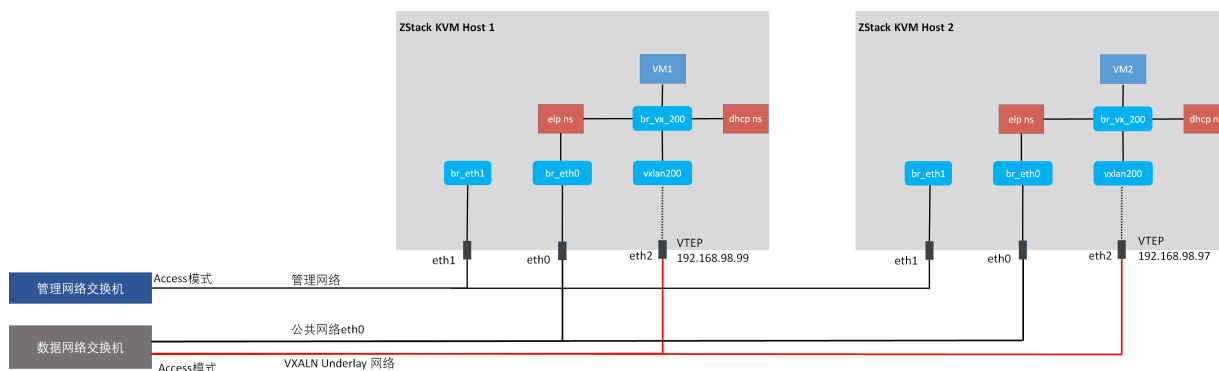 ZStack KVM Host 1
ZStack KVM Host 2
VM1
VM2
eip ns
br_vx_200
dhcp ns
eip ns
br_vx_200
dhcp n
br_eth1
br_eth0
vxlan200
br_eth1
br_eth0
vxlan200
eth1
eth0
eth2
VTEP
192.168.98.99
eth1
eth0
eth2
VTEP
192.168.98.97
管理网络交换机
Access模式
管理网络
数据网络交换机
公共网络eth0
Access模式
VXALN Underlay 网络